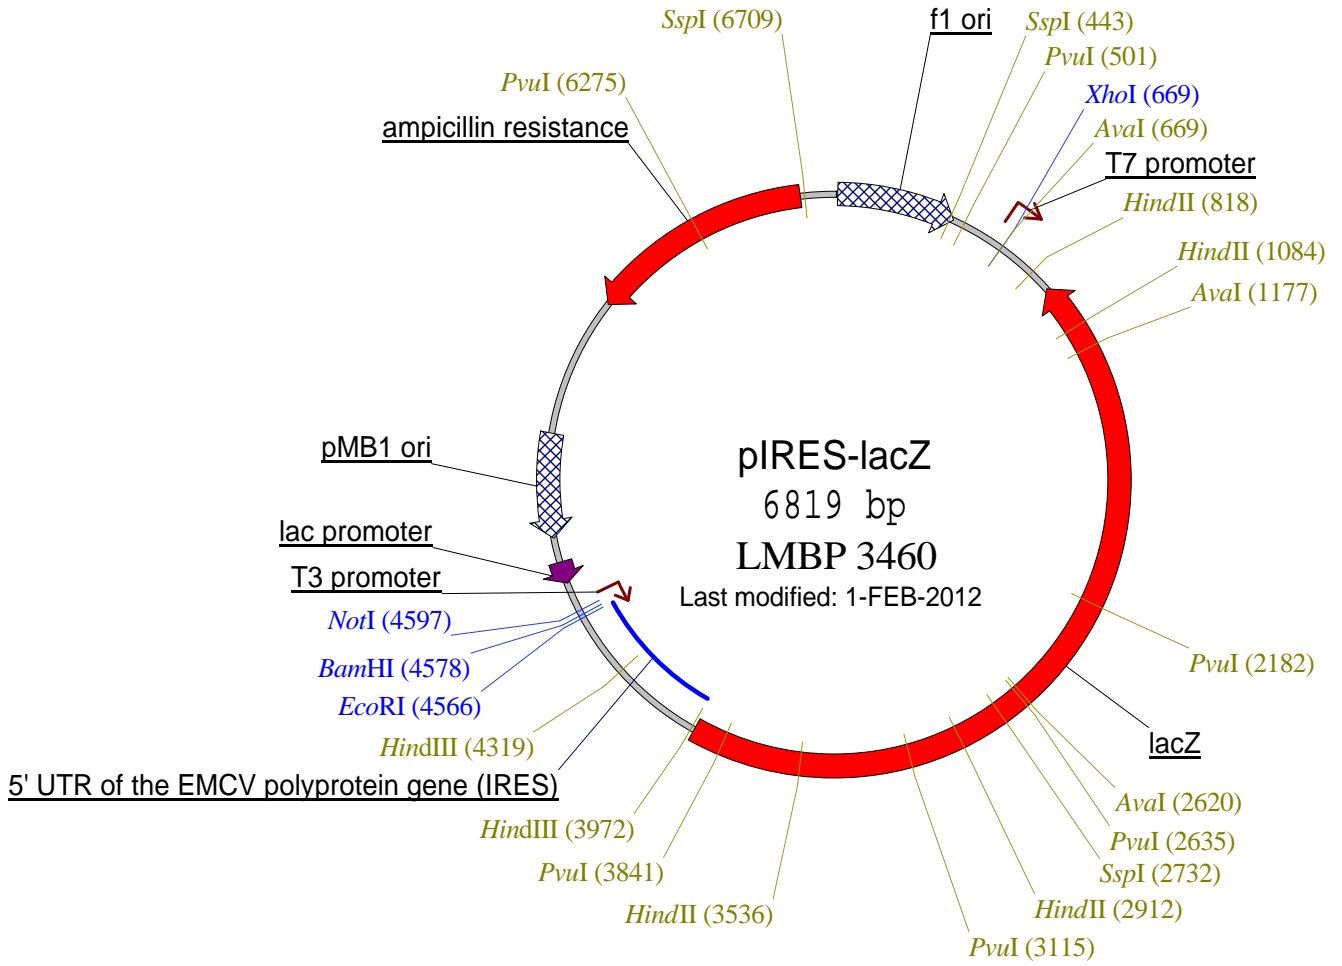 SspI (6709)
f1 ori
SspI (443)
PvuI (501)
PvuI (6275)
XhoI (669)
ampicillin resistance
AvaI (669)
T7 promoter
HindII (818)
HindII (1084)
AvaI (1177)
pMB1 ori
pIRES-lacZ
6819 bp
lac promoter
LMBP 3460
T3 promoter
Last modified: 1-FEB-2012
NotI (4597)
BamHI (4578)
PvuI (2182)
EcoRI (4566)
HindIII (4319)
lacZ
5' UTR of the EMCV polyprotein gene (IRES)
AvaI (2620)
HindIII (3972)
PvuI (2635)
PvuI (3841)
SspI (2732)
HindII (3536)
HindII (2912)
PvuI (3115)